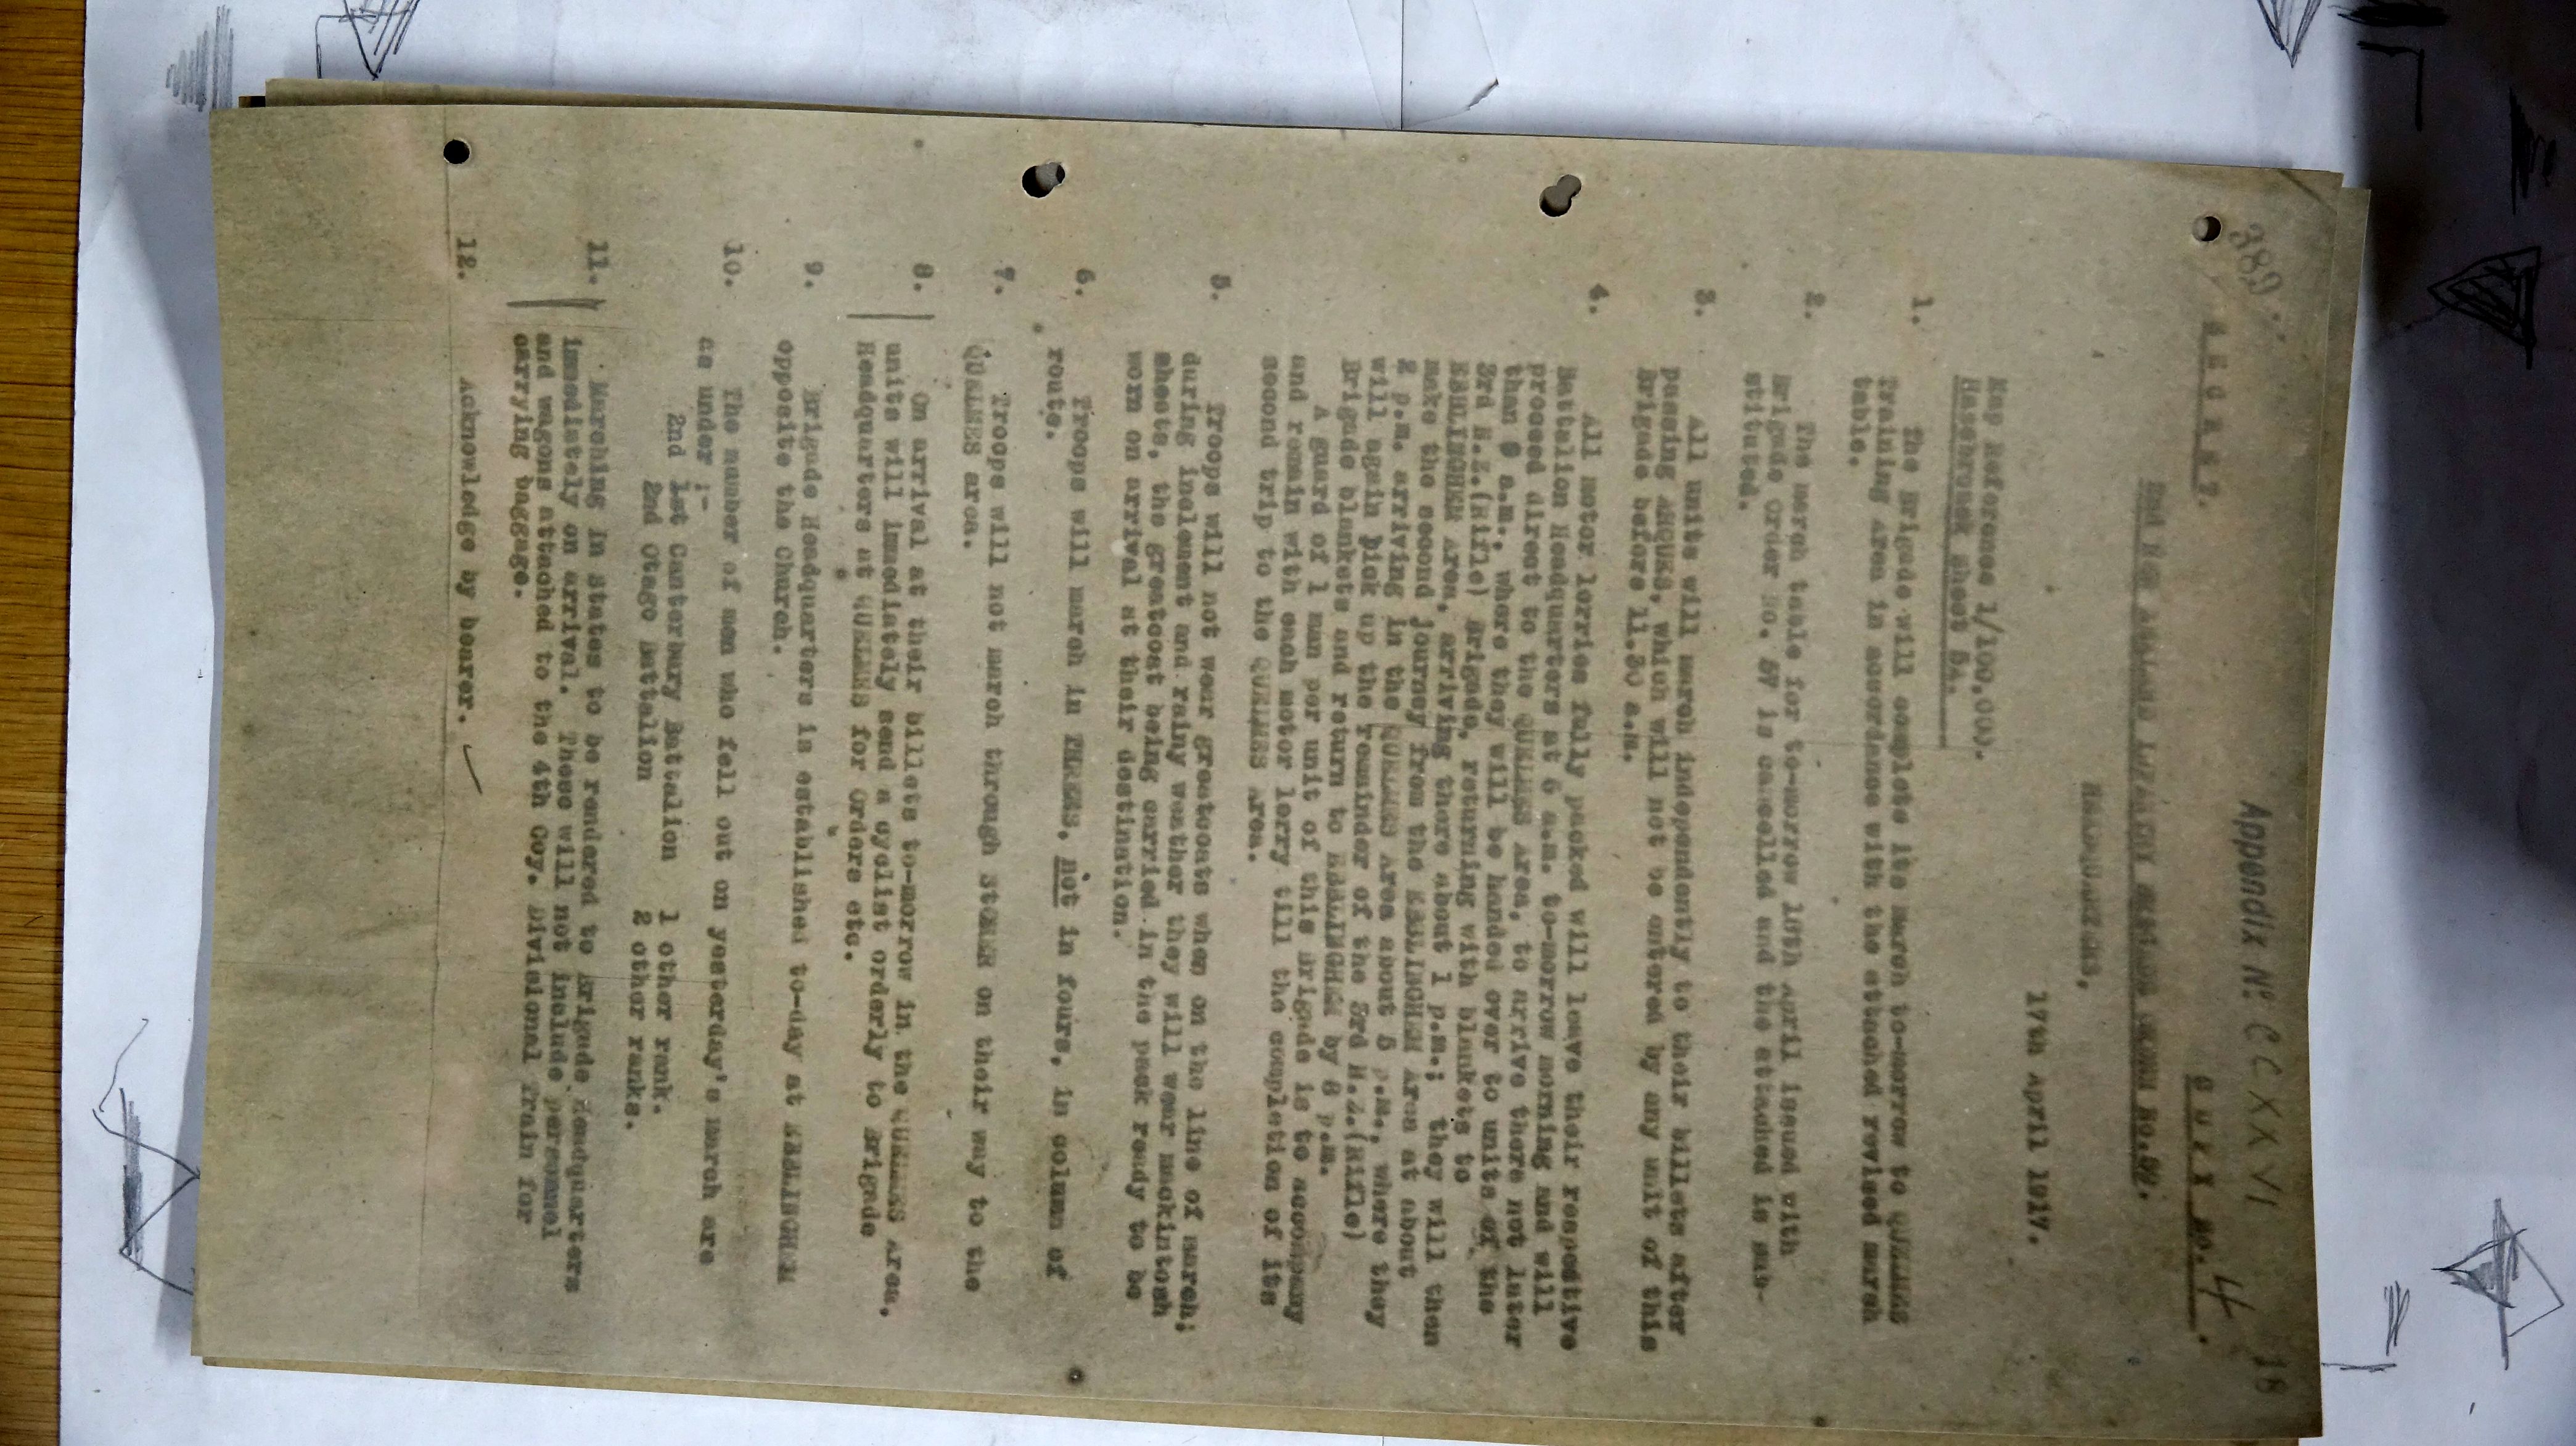 389
Appendix No. CCXXVI
18
SECRET.
COPY No. 4.
2nd NEW ZEALAND INFANTRY BRIGADE ORDER No.
Headquarters,
17th April 1917.
Map Reference 1/100,000.
Hazebrouck Sheet 5A.
1. The Brigade will complete its march to-morrow to QUELMES
Training Area in accordance with the attached revised march
table.
2. The march table for to-morrow 18th April issued with
Brigade Order No. 57 is cancelled and the attached is sub-
stituted.
3. All units will march independently to their billets after
passing ARQUES, which will not be entered by any unit of this
Brigade before 11.30 a.m.
4. All motor lorries fully packed will leave their respective
Battalion Headquarters at 6 a.m. to-morrow morning and will
proceed direct to the QUELMES Area, to arrive there not later
than 9 a.m., where they will be handed over to units of the
3rd N.Z.(Rifle) Brigade, returning with blankets to
EBBLINGHEM Area, arriving there about 1 p.m.; they will then
make the second journey from the EBBLINGHEM Area at about
2 p.m. arriving in the QUELMES Area about 5 p.m., where they
will again pick up the remainder of the 3rd N.Z.(Rifle)
Brigade blankets and return to EBBLINGHEM by 8 p.m.
A guard of 1 man per unit of this Brigade is to accompany
and remain with each motor lorry till the completion of its
second trip to the QUELMES Area.
5. Troops will not wear greatcoats when on the line of march;
during inclement and rainy weather they will wear mackintosh
sheets, the greatcoat being carried in the pack ready to be
worn on arrival at their destination.
6. Troops will march in THREES, not in fours, in column of
route.
7. Troops will not march through ST.OMER on their way to the
QUELMES area.
8. On arrival at their billets to-morrow in the QUELMES Area,
units will immediately send a cyclist orderly to Brigade
Headquarters at QUELMES for Orders etc.
9. Brigade Headquarters is established to-day at EBBLINGHEM
opposite the Church.
10. The number of men who fell out on yesterday's march are
as under :-
2nd 1st Canterbury Battalion 1 other rank.
2nd Otago Battalion 2 other ranks.
11. Marching in states to be rendered to Brigade Headquarters
immediately on arrival. These will not include personnel
and wagons attached to the 4th Coy. Divisional Train for
carrying baggage.
12. Acknowledge by bearer.